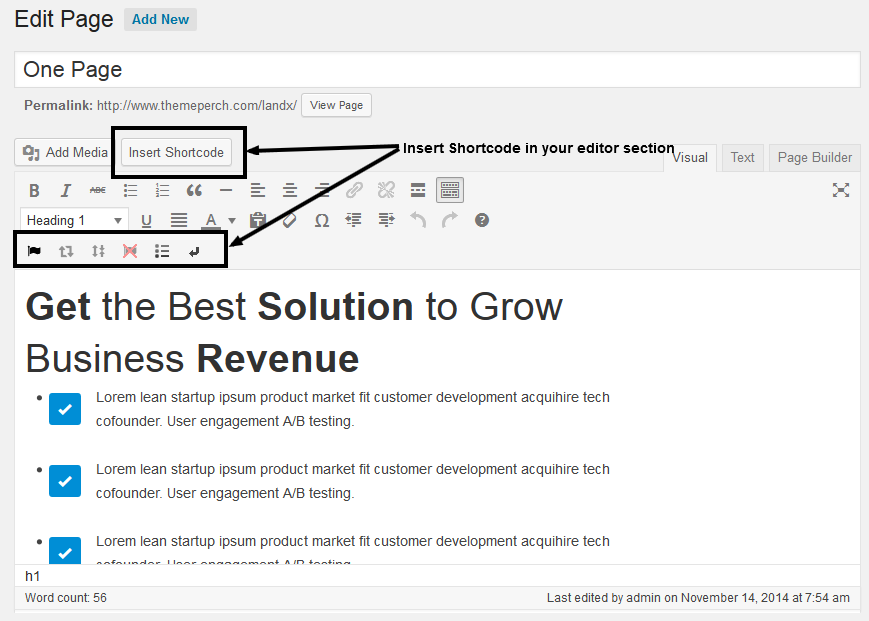 Edit Page Add New
One Page
Permalink: http://www.themeperch.com/landx/ View Page
Add Media Insert Shortcode Insert Shortcode in your editor section Visual Text Page Builder
B I ABC
Heading 1 U A Ω ?
Get the Best Solution to Grow
Business Revenue
Lorem lean startup ipsum product market fit customer development acquihire tech
cofounder. User engagement A/B testing.
Lorem lean startup ipsum product market fit customer development acquihire tech
cofounder. User engagement A/B testing.
Lorem lean startup ipsum product market fit customer development acquihire tech
cofounder. User engagement A/B testing.
h1
Word count: 56 Last edited by admin on November 14, 2014 at 7:54 am